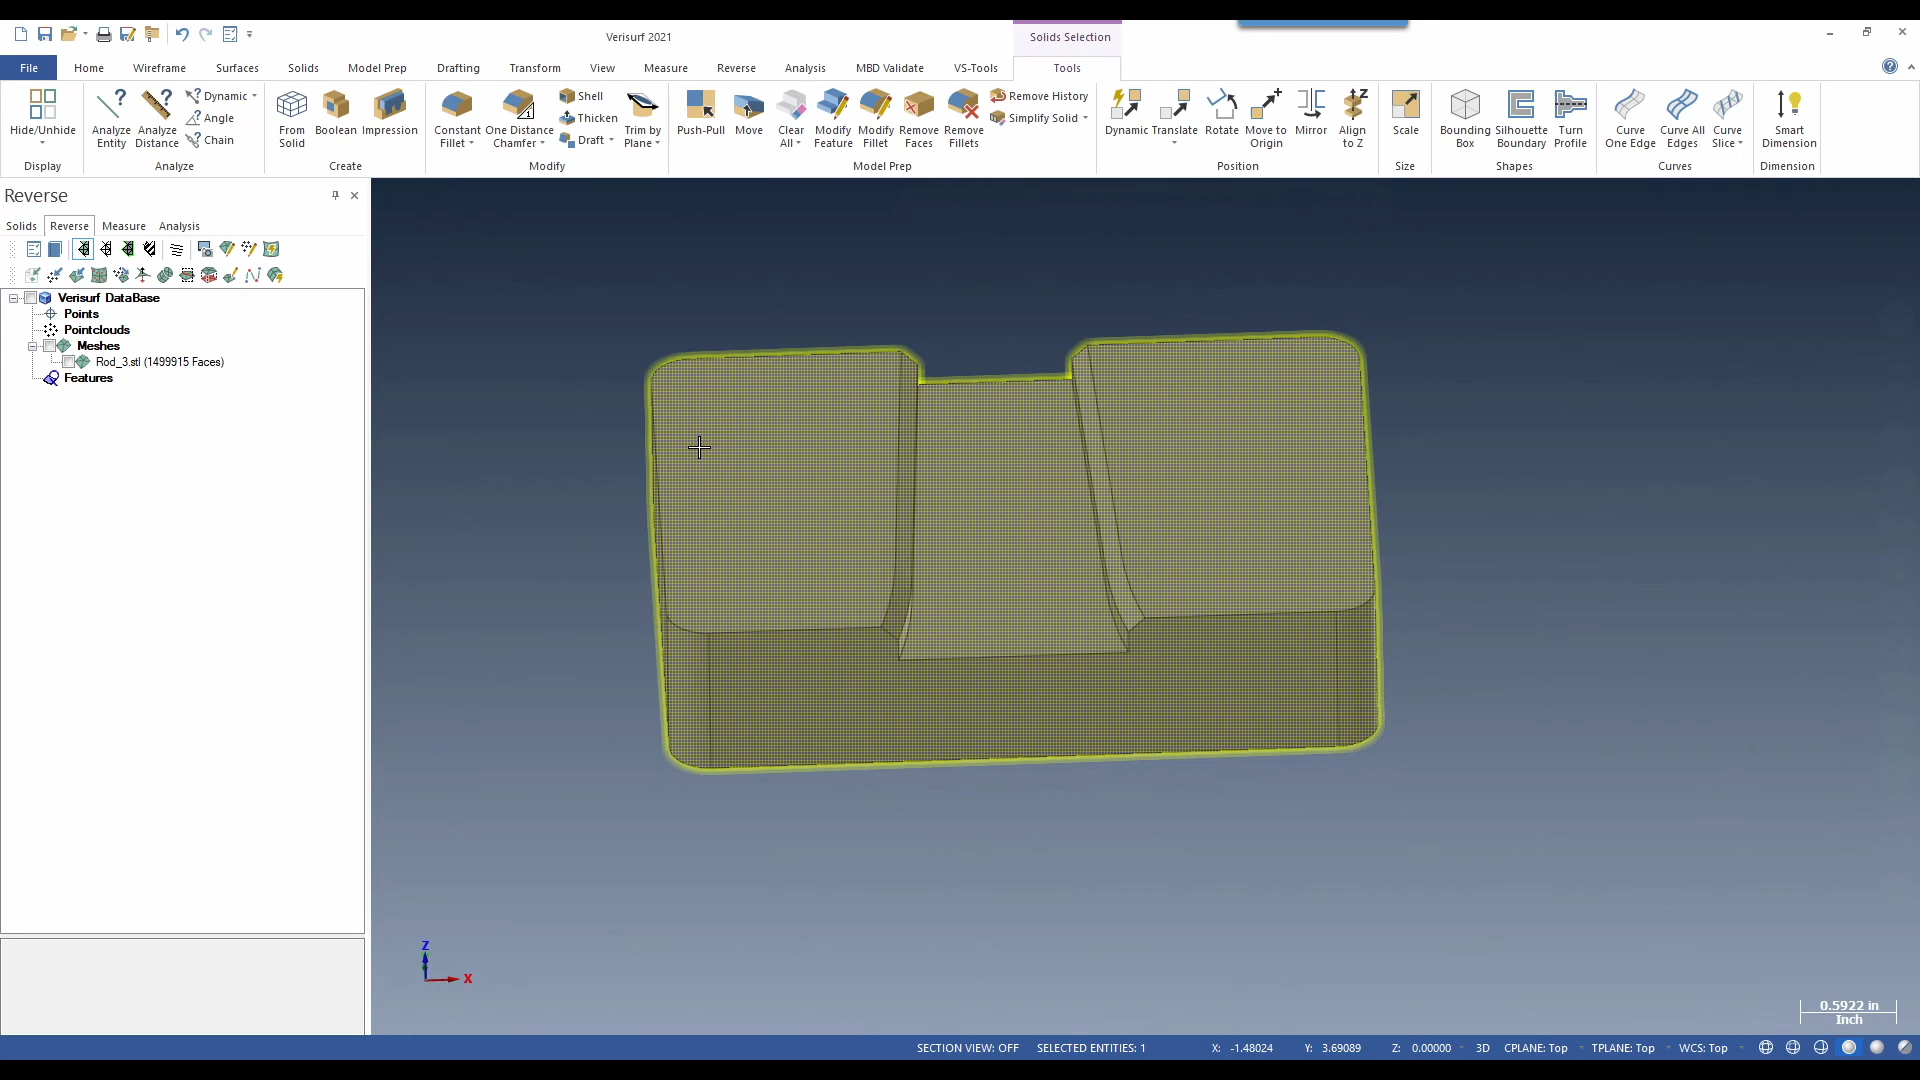 Verisurf 2021
Solids Selection
File Home Wireframe Surfaces Solids Model Prep Drafting Transform View Measure Reverse Analysis MBD Validate VS-Tools Tools
Hide/Unhide
Display
Analyze Entity
Analyze Distance
Dynamic
Angle
Chain
Analyze
From Solid
Boolean
Impression
Create
Constant Fillet
One Distance Chamfer
Shell
Thicken
Draft
Trim by Plane
Modify
Push-Pull
Move
Clear All
Modify Feature
Modify Fillet
Remove Faces
Remove Fillets
Remove History
Simplify Solid
Model Prep
Dynamic
Translate
Rotate
Move to Origin
Mirror
Align to Z
Position
Scale
Size
Bounding Box
Silhouette Boundary
Turn Profile
Shapes
Curve One Edge
Curve All Edges
Curve Slice
Curves
Smart Dimension
Dimension
Reverse
Solids Reverse Measure Analysis
Verisurf DataBase
Points
Pointclouds
Meshes
Rod_3.stl (1499915 Faces)
Features
Z
X
0.5922 in
Inch
SECTION VIEW: OFF SELECTED ENTITIES: 1 X: -1.48024 Y: 3.69089 Z: 0.00000 3D CPLANE: Top TPLANE: Top WCS: Top